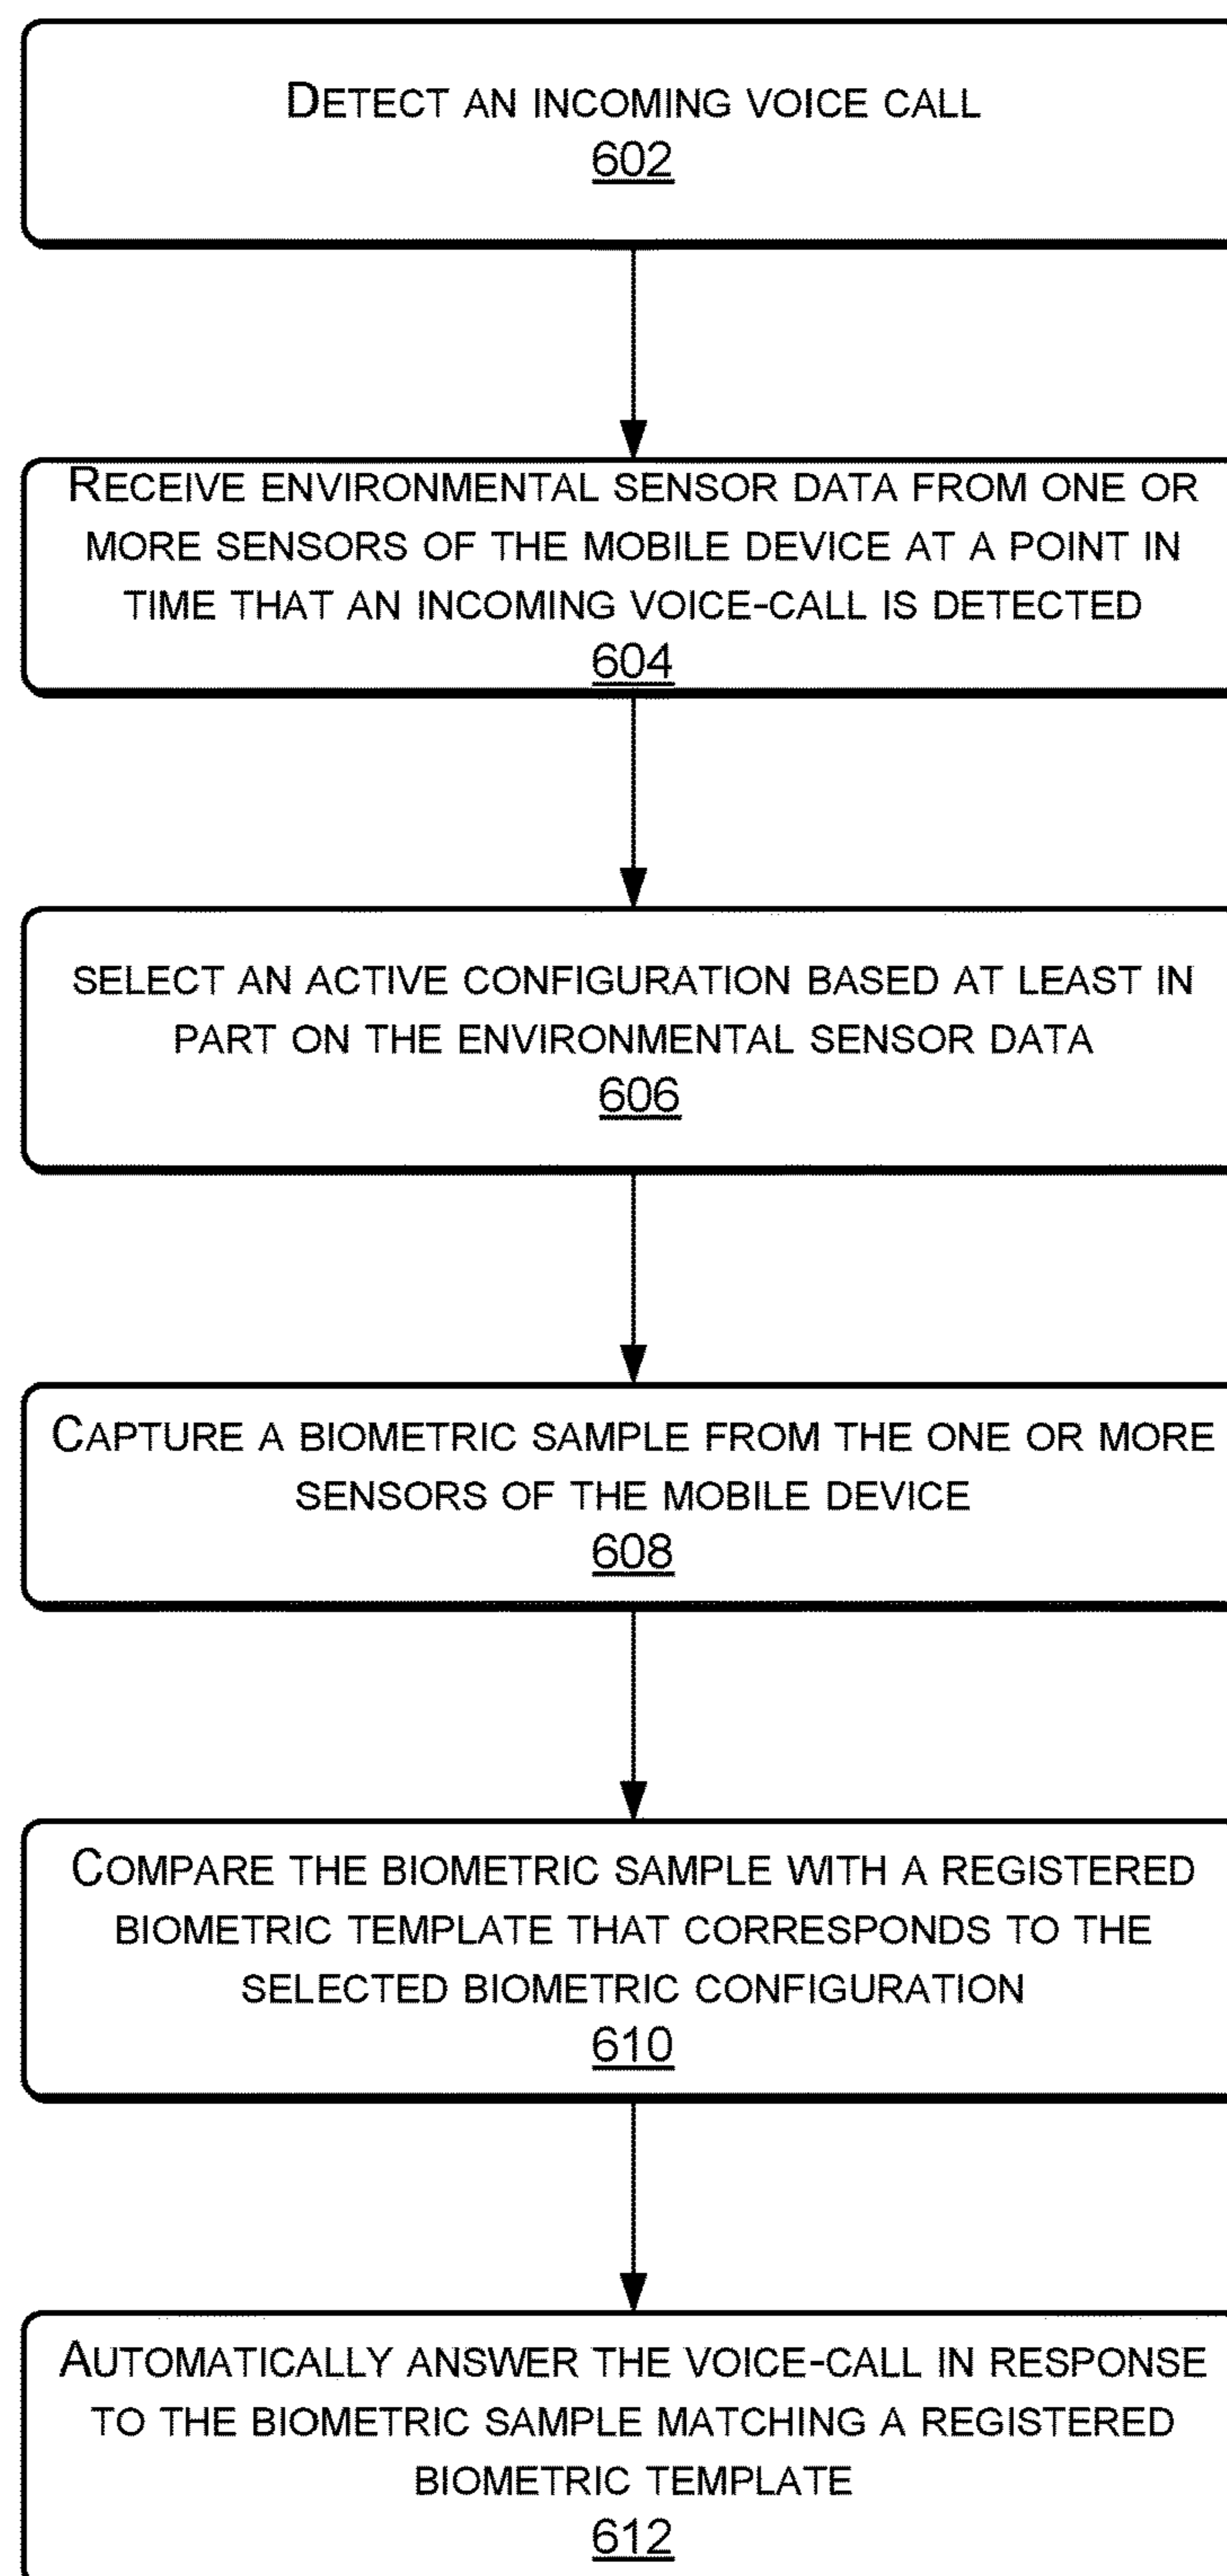 DETECT AN INCOMING VOICE CALL
602
RECEIVE ENVIRONMENTAL SENSOR DATA FROM ONE OR
MORE SENSORS OF THE MOBILE DEVICE AT A POINT IN
TIME THAT AN INCOMING VOICE-CALL IS DETECTED
604
SELECT AN ACTIVE CONFIGURATION BASED AT LEAST IN
PART ON THE ENVIRONMENTAL SENSOR DATA
606
CAPTURE A BIOMETRIC SAMPLE FROM THE ONE OR MORE
SENSORS OF THE MOBILE DEVICE
608
COMPARE THE BIOMETRIC SAMPLE WITH A REGISTERED
BIOMETRIC TEMPLATE THAT CORRESPONDS TO THE
SELECTED BIOMETRIC CONFIGURATION
610
AUTOMATICALLY ANSWER THE VOICE-CALL IN RESPONSE
TO THE BIOMETRIC SAMPLE MATCHING A REGISTERED
BIOMETRIC TEMPLATE
612